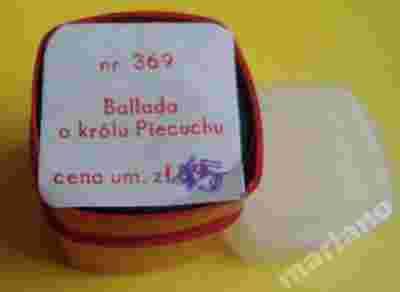 nr 369
Ballada
o królu Piecuchu
cena um. zł
mariano